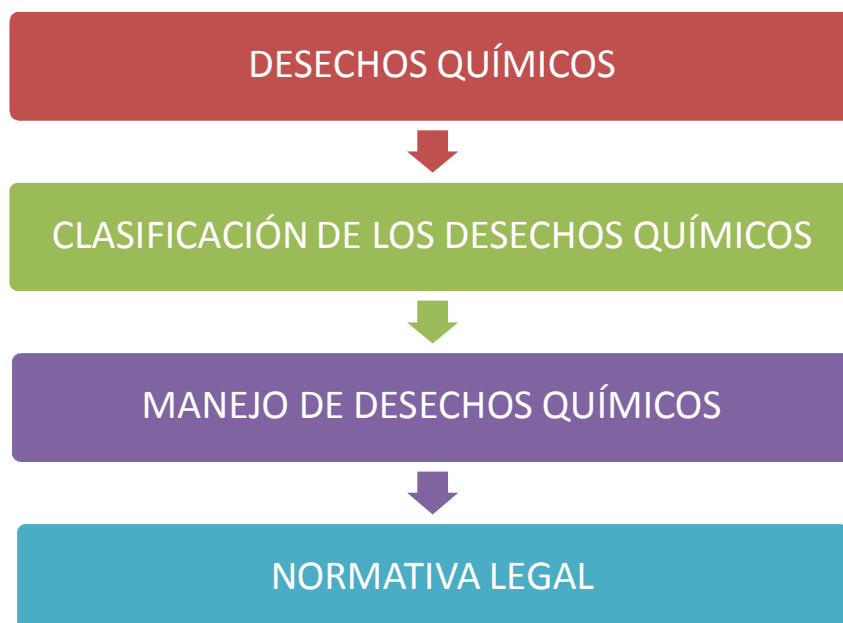 DESECHOS QUÍMICOS
CLASIFICACIÓN DE LOS DESECHOS QUÍMICOS
MANEJO DE DESECHOS QUÍMICOS
NORMATIVA LEGAL